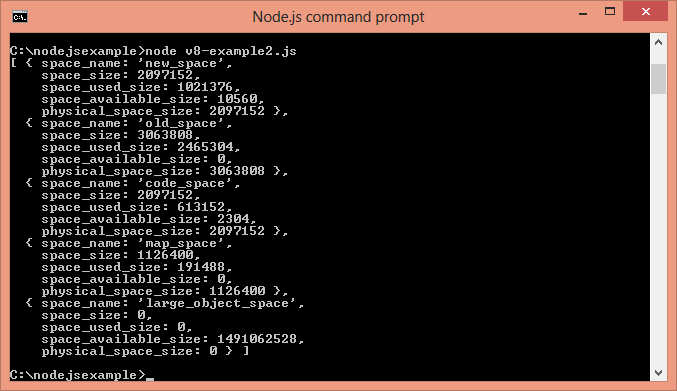 Node.js command prompt
C:\nodejsexample>node v8-example2.js
[ { space_name: 'new_space',
space_size: 2097152,
space_used_size: 1021376,
space_available_size: 10560,
physical_space_size: 2097152 },
{ space_name: 'old_space',
space_size: 3063808,
space_used_size: 2465304,
space_available_size: 0,
physical_space_size: 3063808 },
{ space_name: 'code_space',
space_size: 2097152,
space_used_size: 613152,
space_available_size: 2304,
physical_space_size: 2097152 },
{ space_name: 'map_space',
space_size: 1126400,
space_used_size: 191488,
space_available_size: 0,
physical_space_size: 1126400 },
{ space_name: 'large_object_space',
space_size: 0,
space_used_size: 0,
space_available_size: 1491062528,
physical_space_size: 0 } ]
C:\nodejsexample>_